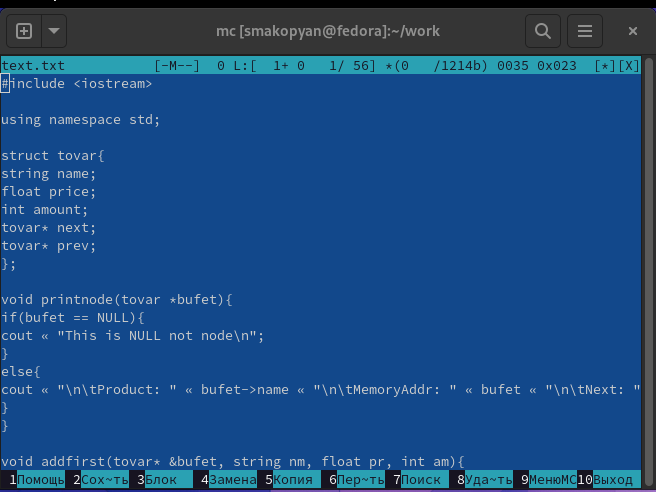 mc [smakopyan@fedora]:~/work
text.txt [-M--] 0 L:[ 1+ 0 1/ 56] *(0 /1214b) 0035 0x023 [*][X]
#include <iostream>
using namespace std;
struct tovar{
string name;
float price;
int amount;
tovar* next;
tovar* prev;
};
void printnode(tovar *bufet){
if(bufet == NULL){
cout « "This is NULL not node\n";
}
else{
cout « "\n\tProduct: " « bufet->name « "\n\tMemoryAddr: " « bufet « "\n\tNext: "
}
}
void addfirst(tovar* &bufet, string nm, float pr, int am){
1Помощь 2Сох~ть 3Блок 4Замена 5Копия 6Пер~ть 7Поиск 8Уда~ть 9МенюМС 10Выход